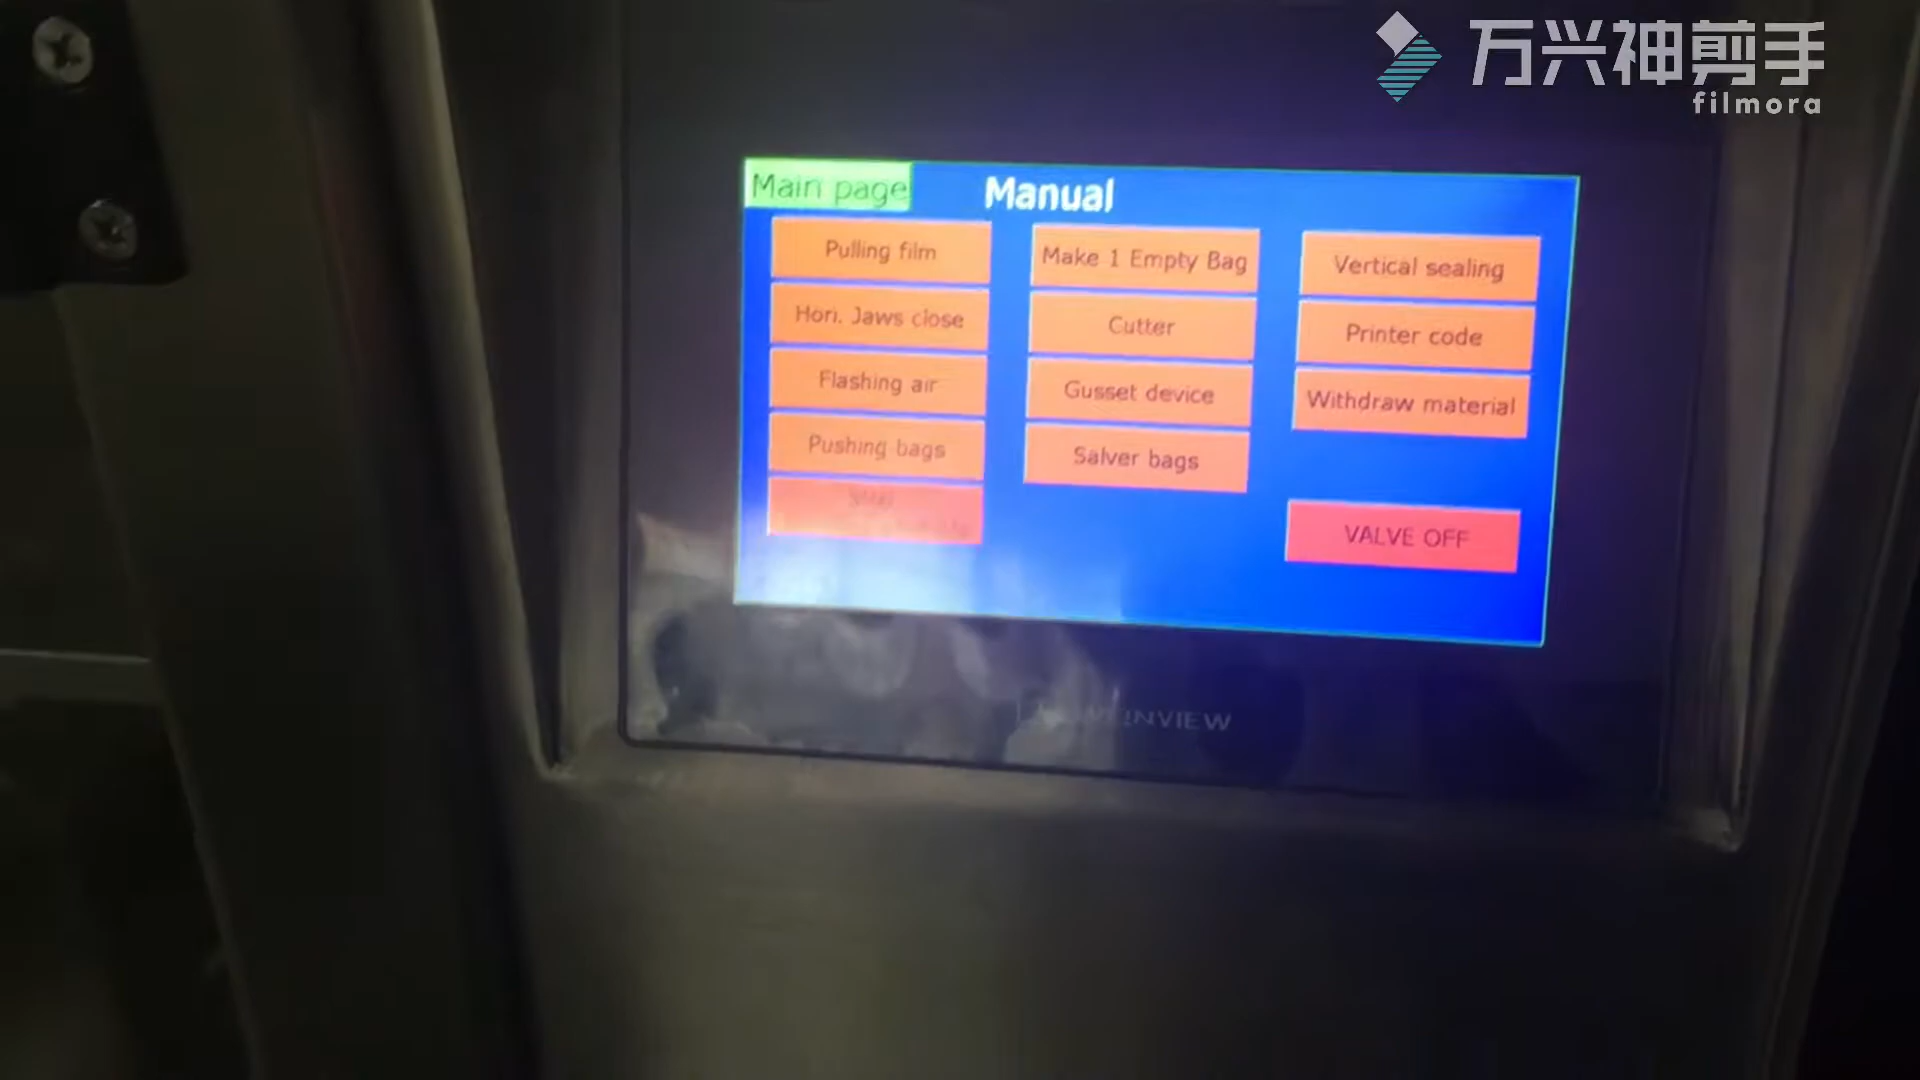 万兴神剪手
filmora
Main page
Manual
Pulling film
Make 1 Empty Bag
Vertical sealing
Hori. Jaws close
Cutter
Printer code
Flashing air
Gusset device
Withdraw material
Pushing bags
Salver bags
VALVE OFF